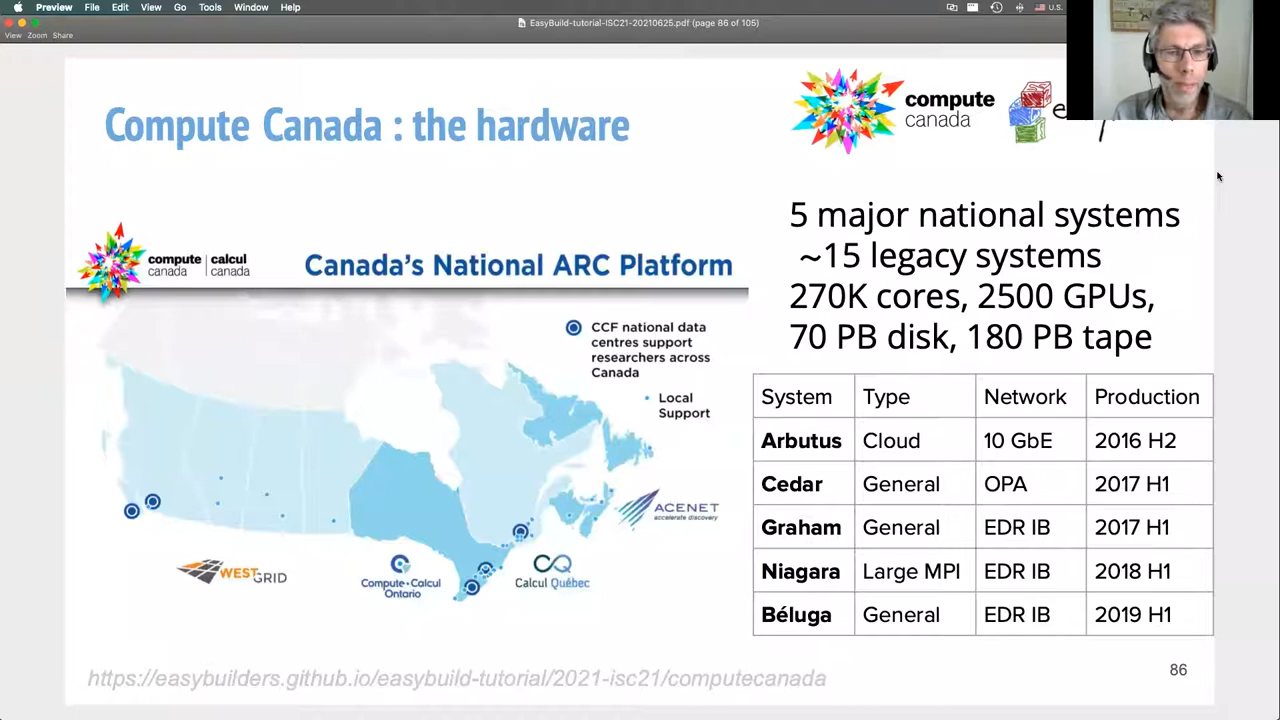 Preview File Edit View Go Tools Window Help
U.S.
EasyBuild-tutorial-ISC21-20210625.pdf (page 86 of 105)
View Zoom Share
Compute Canada : the hardware
compute
canada
5 major national systems
~15 legacy systems
270K cores, 2500 GPUs,
70 PB disk, 180 PB tape
compute | calcul
canada | canada
Canada's National ARC Platform
CCF national data
centres support
researchers across
Canada
Local
Support
ACENET
accelerate discovery
WESTGRID
Compute • Calcul
Ontario
Calcul Québec
System Type Network Production
Arbutus Cloud 10 GbE 2016 H2
Cedar General OPA 2017 H1
Graham General EDR IB 2017 H1
Niagara Large MPI EDR IB 2018 H1
Béluga General EDR IB 2019 H1
https://easybuilders.github.io/easybuild-tutorial/2021-isc21/computecanada
86